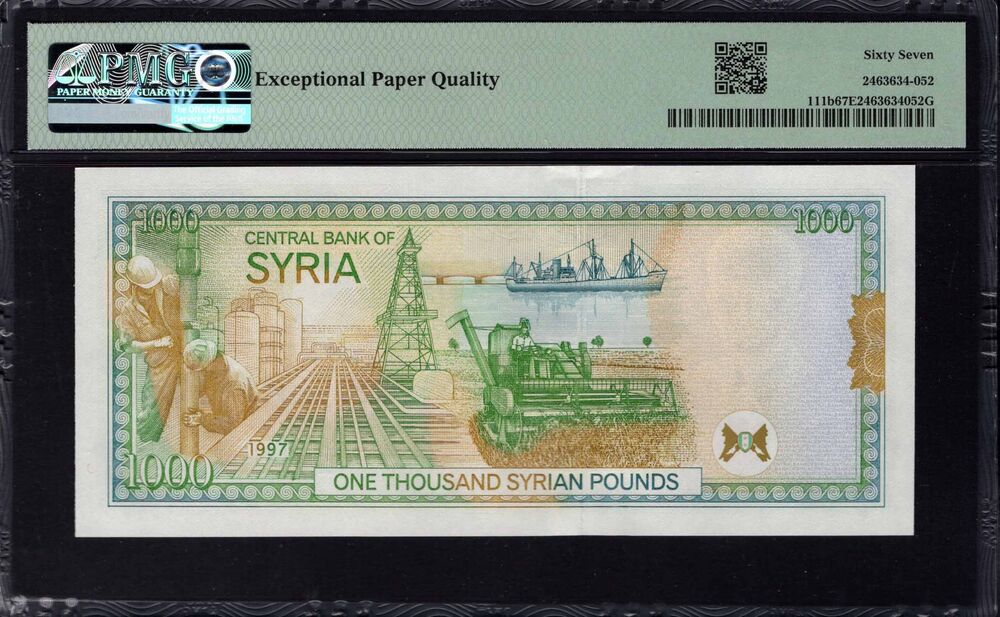 PMG
PAPER MONEY GUARANTY
Exceptional Paper Quality
Sixty Seven
2463634-052
111b67E2463634052G
1000
1000
CENTRAL BANK OF
SYRIA
1997
1000
ONE THOUSAND SYRIAN POUNDS